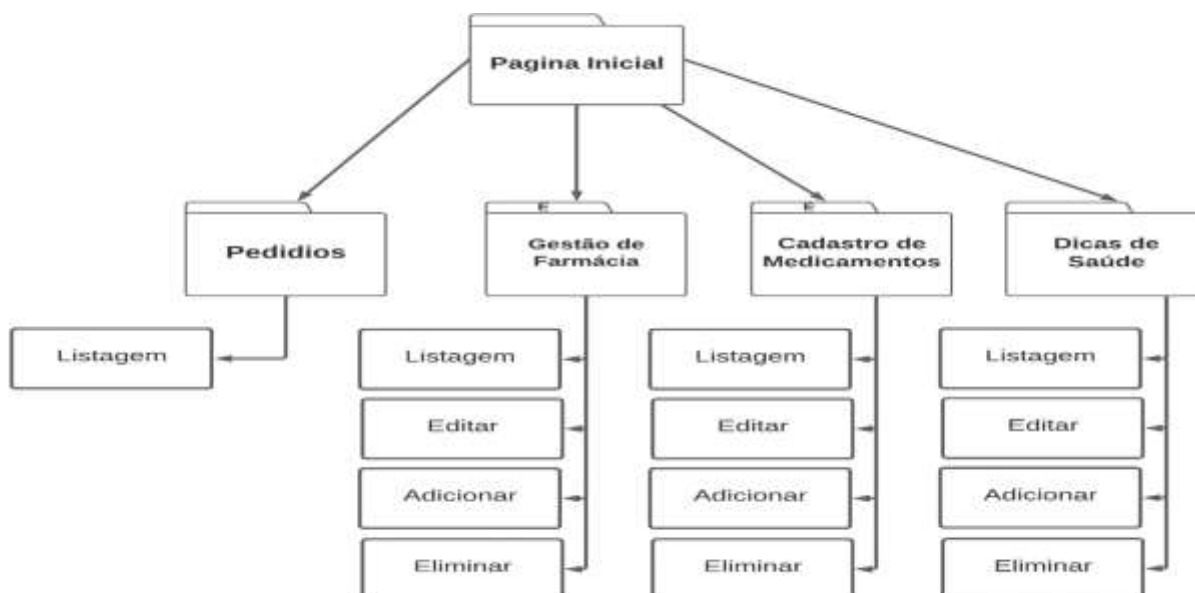 Pagina Inicial
Pedidios
E
Gestão de
Farmácia
E
Cadastro de
Medicamentos
Dicas de
Saúde
Listagem
Listagem
Editar
Adicionar
Eliminar
Listagem
Editar
Adicionar
Eliminar
Listagem
Editar
Adicionar
Eliminar